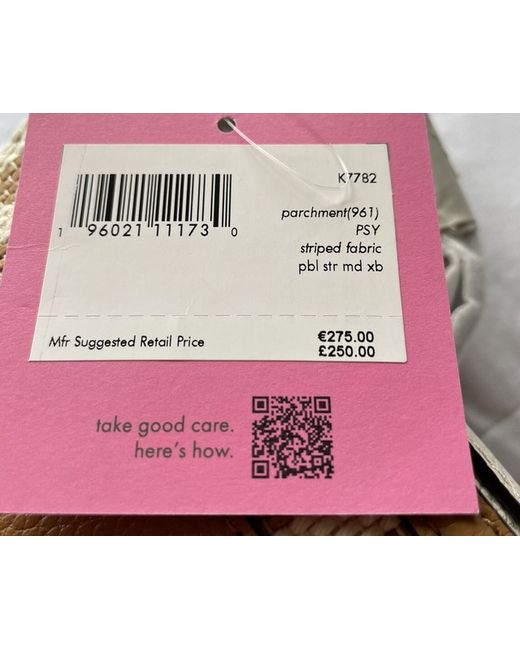 K7782
1 96021 11173 0
parchment(961)
PSY
striped fabric
pbl str md xb
Mfr Suggested Retail Price
€275.00
£250.00
take good care.
here's how.